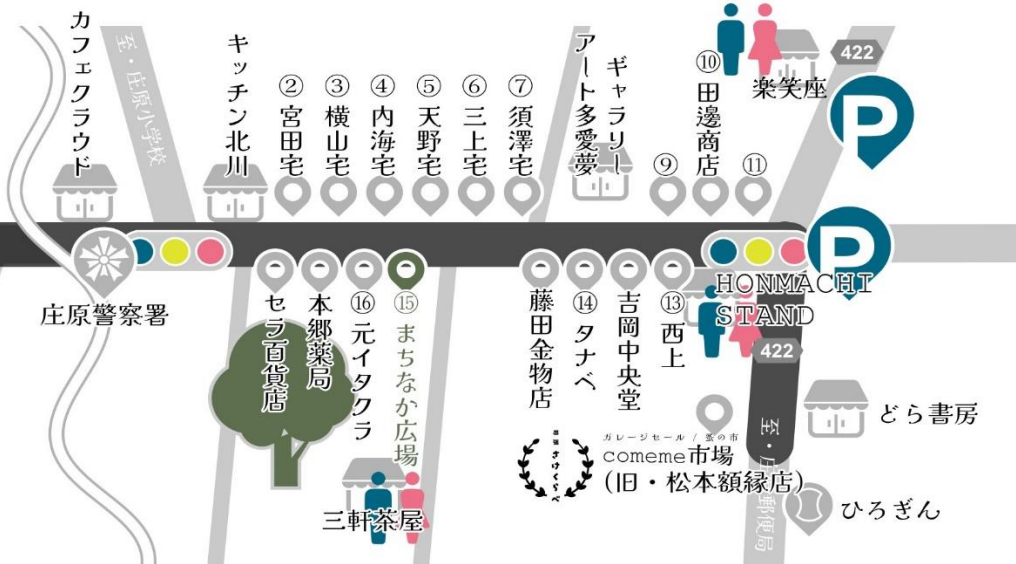 カフェクラウド
至・庄原小学校
キッチン北川
②宮田宅
③横山宅
④内海宅
⑤天野宅
⑥三上宅
⑦須澤宅
ギャラリー
アート多愛夢
⑨
⑩田邊商店
⑪
楽笑座
422
P
P
庄原警察署
セラ百貨店
本郷薬局
⑯元イタクラ
⑮まちなか広場
藤田金物店
⑭タナベ
吉岡中央堂
⑬西上
HONMACHI
STAND
422
どら書房
至・庄
郵便局
ガレージセール / 蚤の市
comeme市場
(旧・松本額縁店)
さけくらべ
三軒茶屋
ひろぎん